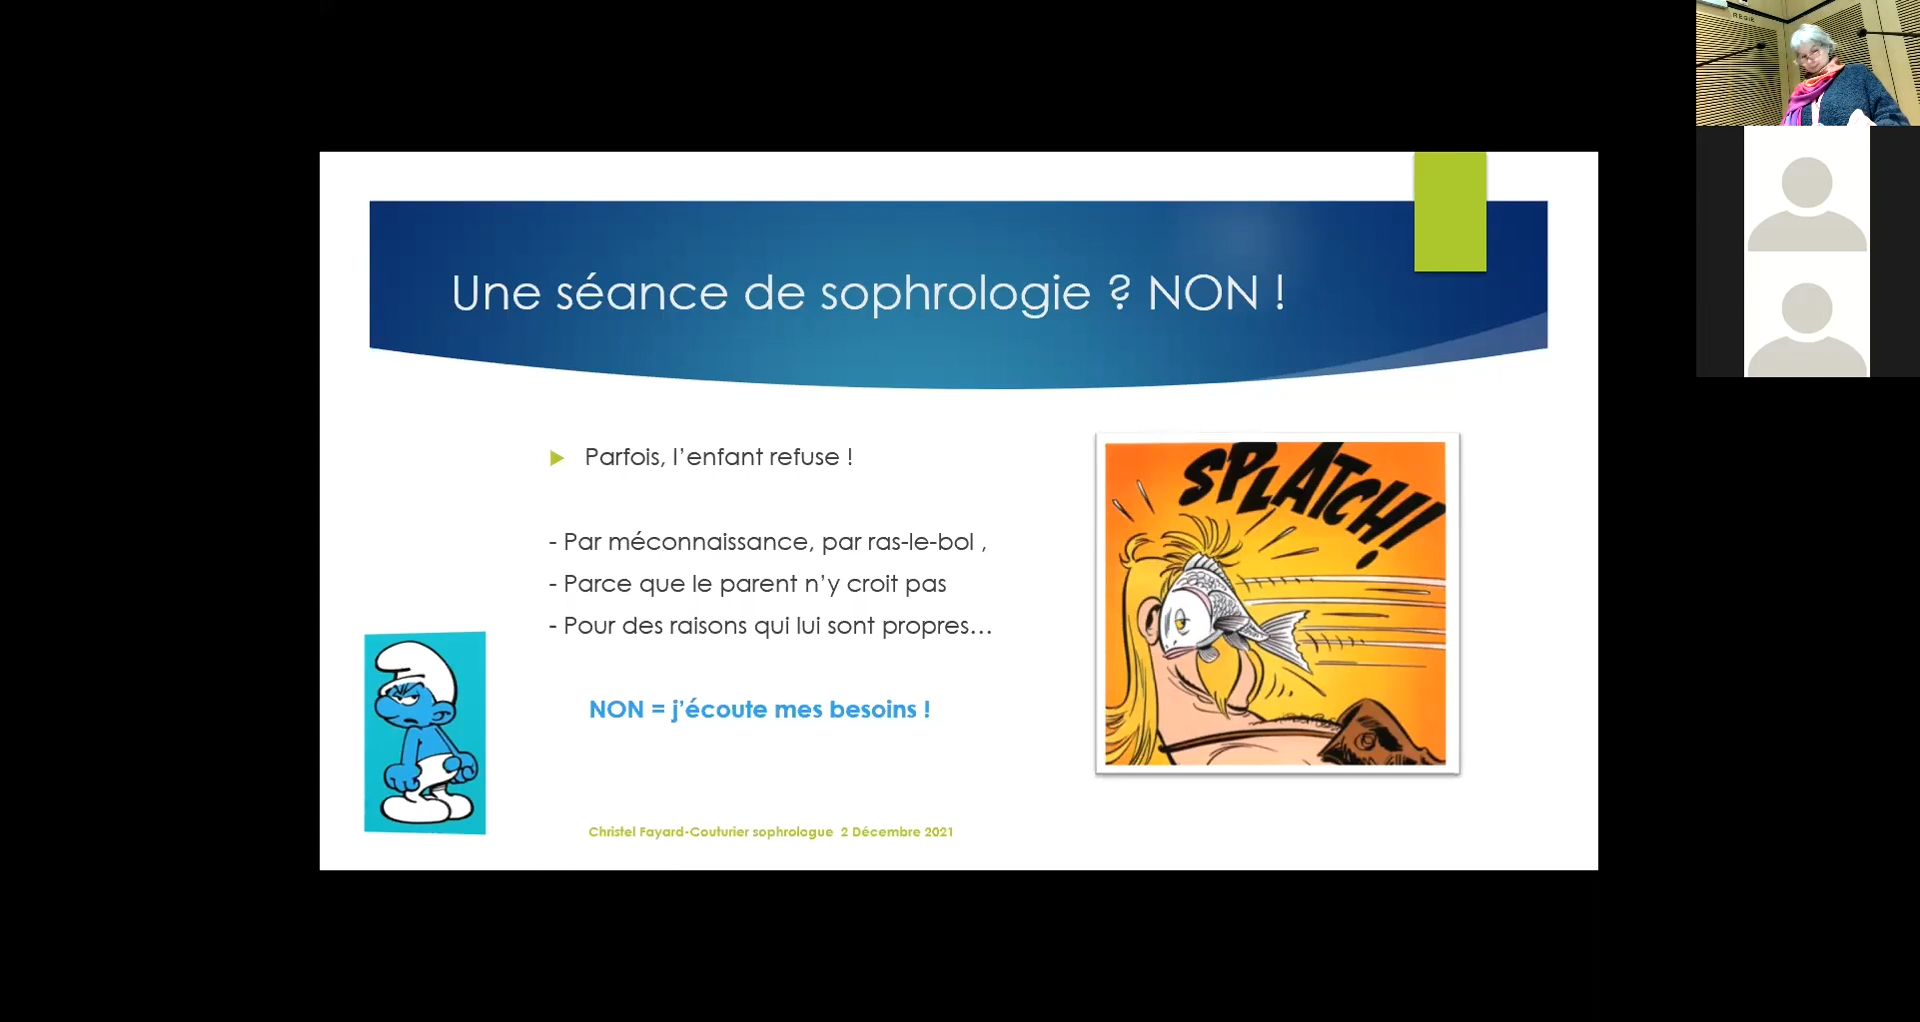 REGIE
Une séance de sophrologie ? NON !
Parfois, l'enfant refuse !
SPLATCH!
- Par méconnaissance, par ras-le-bol ,
- Parce que le parent n'y croit pas
- Pour des raisons qui lui sont propres...
NON = j'écoute mes besoins !
Christel Fayard-Couturier sophrologue 2 Décembre 2021